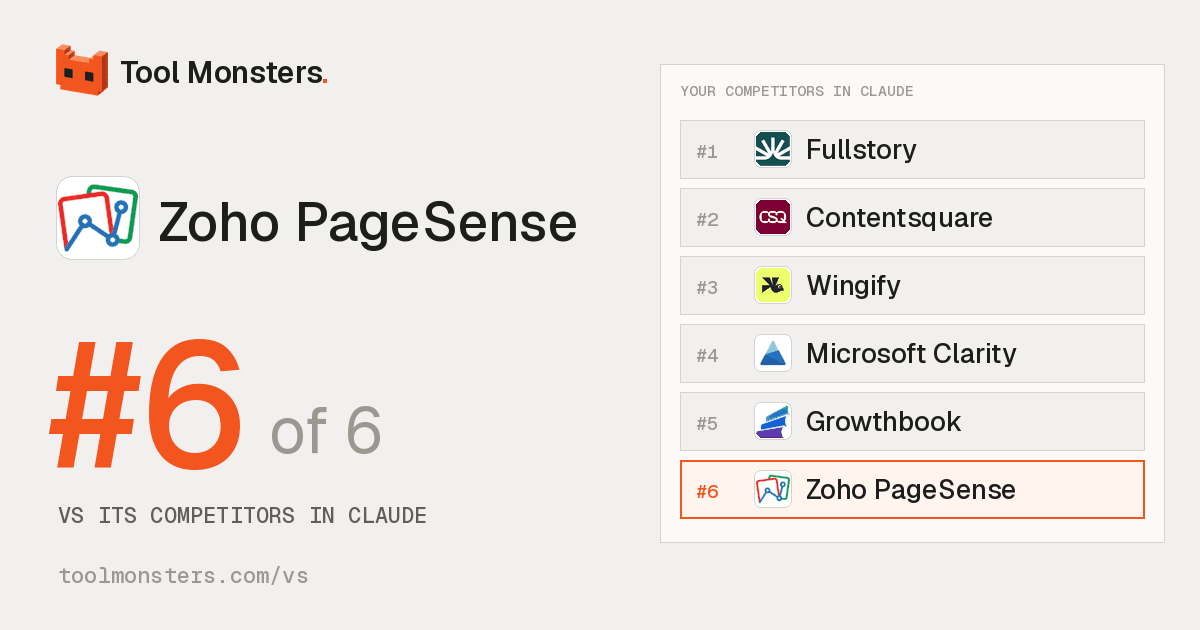 Tool Monsters.
Zoho PageSense
#6 of 6
VS ITS COMPETITORS IN CLAUDE
toolmonsters.com/vs
YOUR COMPETITORS IN CLAUDE
#1 Fullstory
#2 CSQ Contentsquare
#3 Wingify
#4 Microsoft Clarity
#5 Growthbook
#6 Zoho PageSense